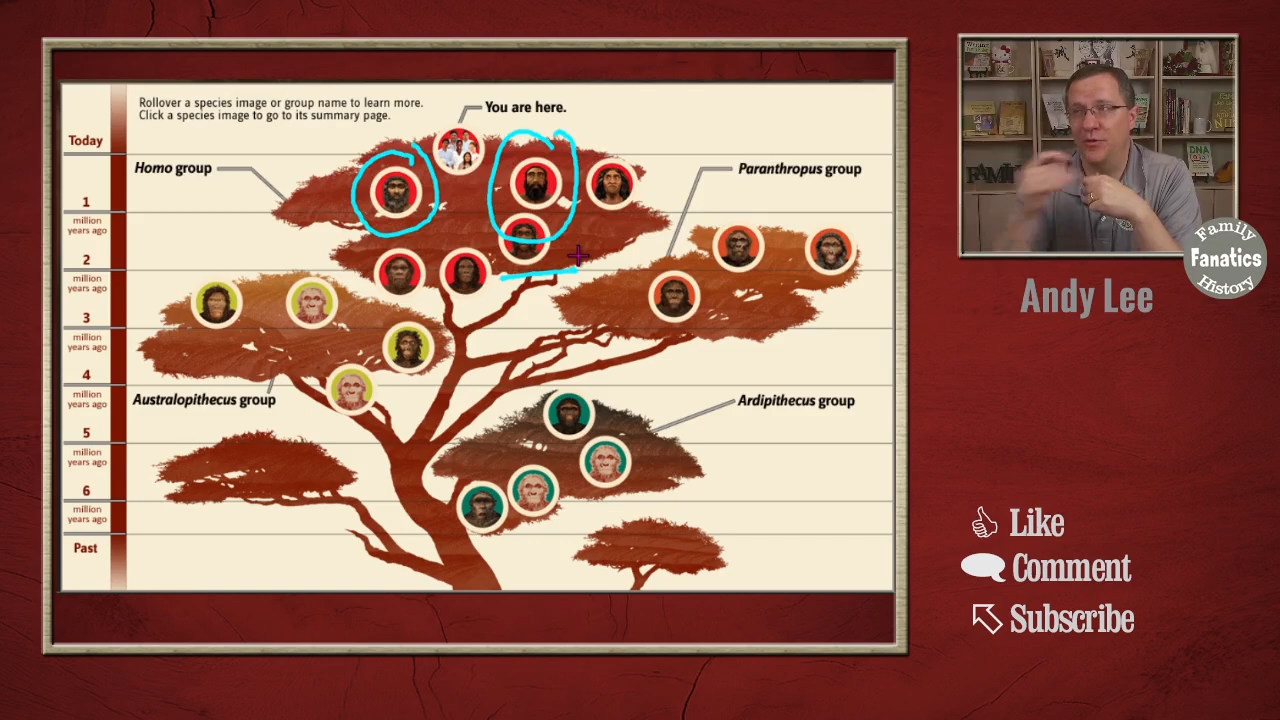 Rollover a species image or group name to learn more.
Click a species image to go to its summary page.
You are here.
Today
Homo group
Paranthropus group
1
million
years ago
2
million
years ago
3
million
years ago
4
million
years ago
Australopithecus group
Ardipithecus group
5
million
years ago
6
million
years ago
Past
DNA
Family
Fanatics
History
Andy Lee
Like
Comment
Subscribe